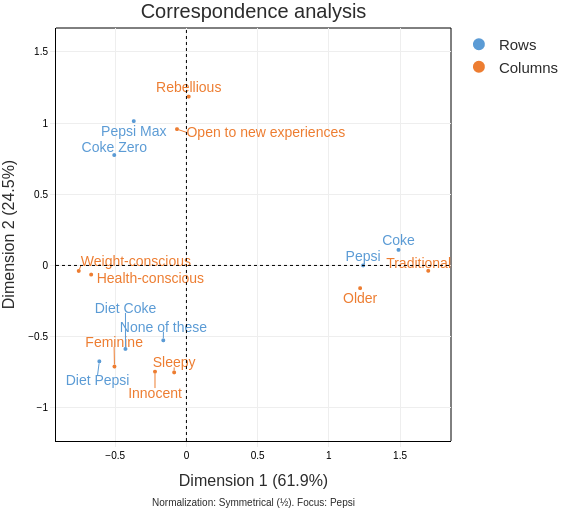 Correspondence analysis
Rows
Columns
1.5
Rebellious
1
Pepsi Max
Open to new experiences
Coke Zero
0.5
Coke
Pepsi
0
Weight-conscious
Traditional
Health-conscious
Older
Diet Coke
None of these
−0.5
Feminine
Sleepy
Diet Pepsi
Innocent
−1
−0.5
0
0.5
1
1.5
Dimension 2 (24.5%)
Dimension 1 (61.9%)
Normalization: Symmetrical (½). Focus: Pepsi